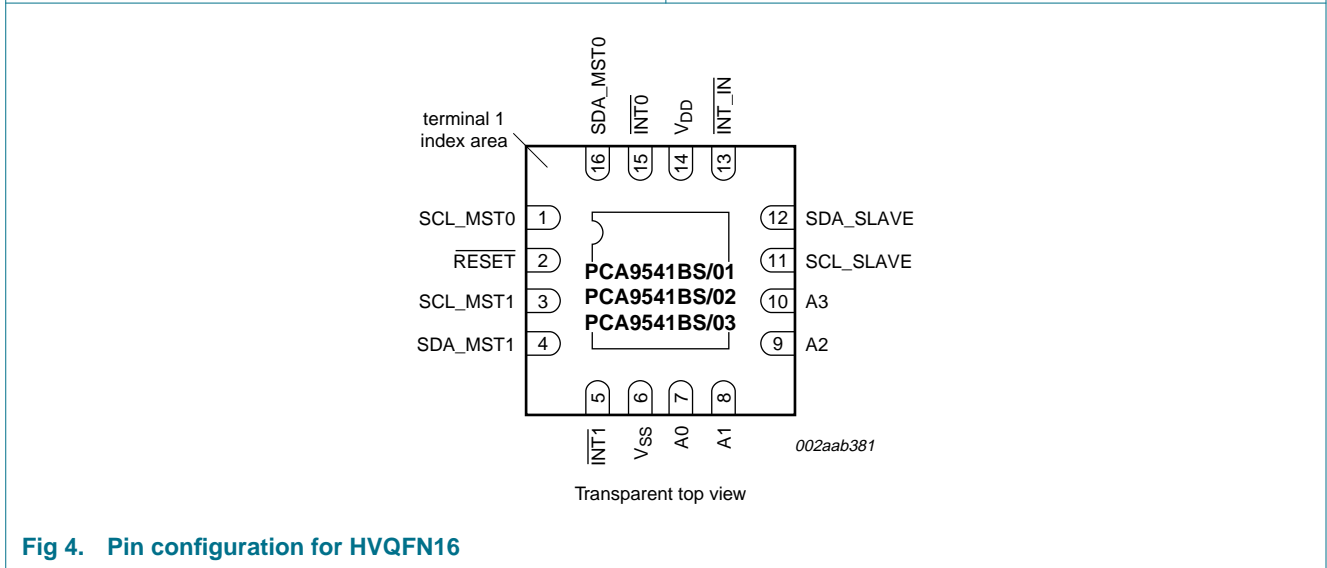 SDA_MST0
INT0
VDD
INT_IN
terminal 1
index area
16
15
14
13
SCL_MST0 1
RESET 2
SCL_MST1 3
SDA_MST1 4
PCA9541BS/01
PCA9541BS/02
PCA9541BS/03
12 SDA_SLAVE
11 SCL_SLAVE
10 A3
9 A2
5
6
7
8
INT1
VSS
A0
A1
002aab381
Transparent top view
Fig 4. Pin configuration for HVQFN16